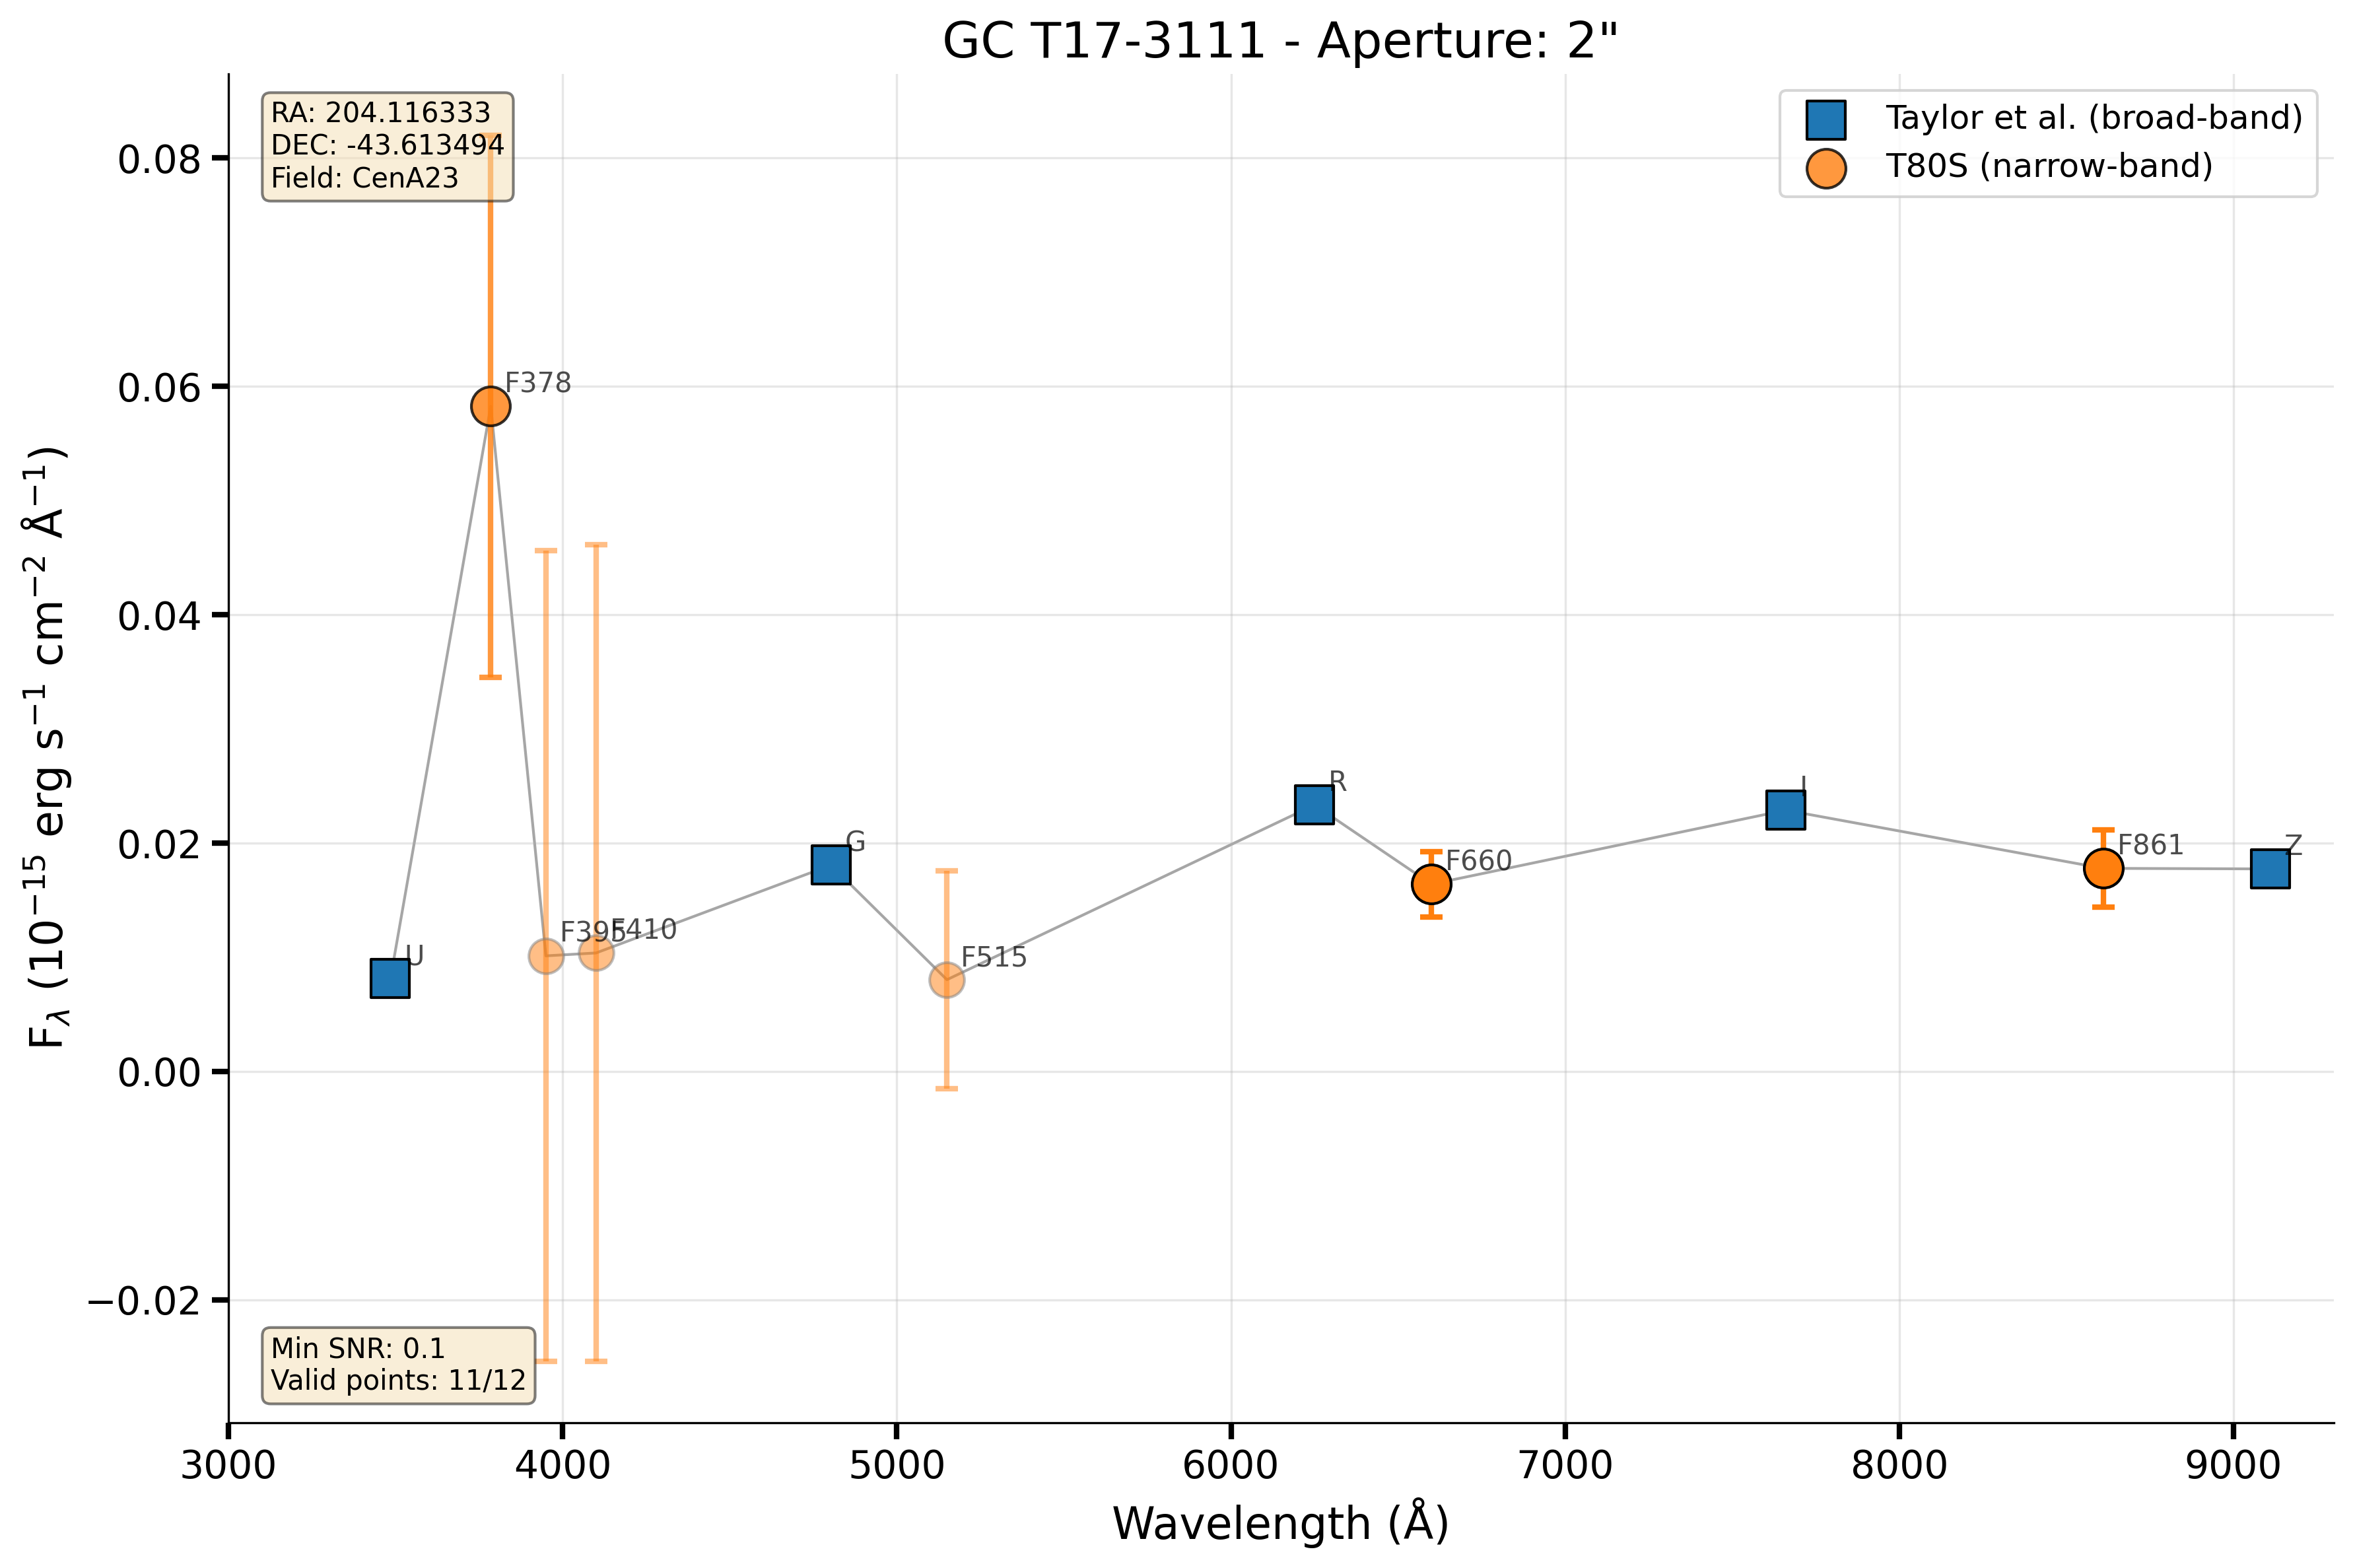 GC T17-3111 - Aperture: 2"
RA: 204.116333
DEC: -43.613494
Field: CenA23
Taylor et al. (broad-band)
T80S (narrow-band)
0.08
0.06
0.04
0.02
0.00
−0.02
F$_λ$ (10$^{−15}$ erg s$^{−1}$ cm$^{−2}$ Å$^{−1}$)
U
F378
F395
F410
G
F515
R
F660
I
F861
Z
Min SNR: 0.1
Valid points: 11/12
3000 4000 5000 6000 7000 8000 9000
Wavelength (Å)